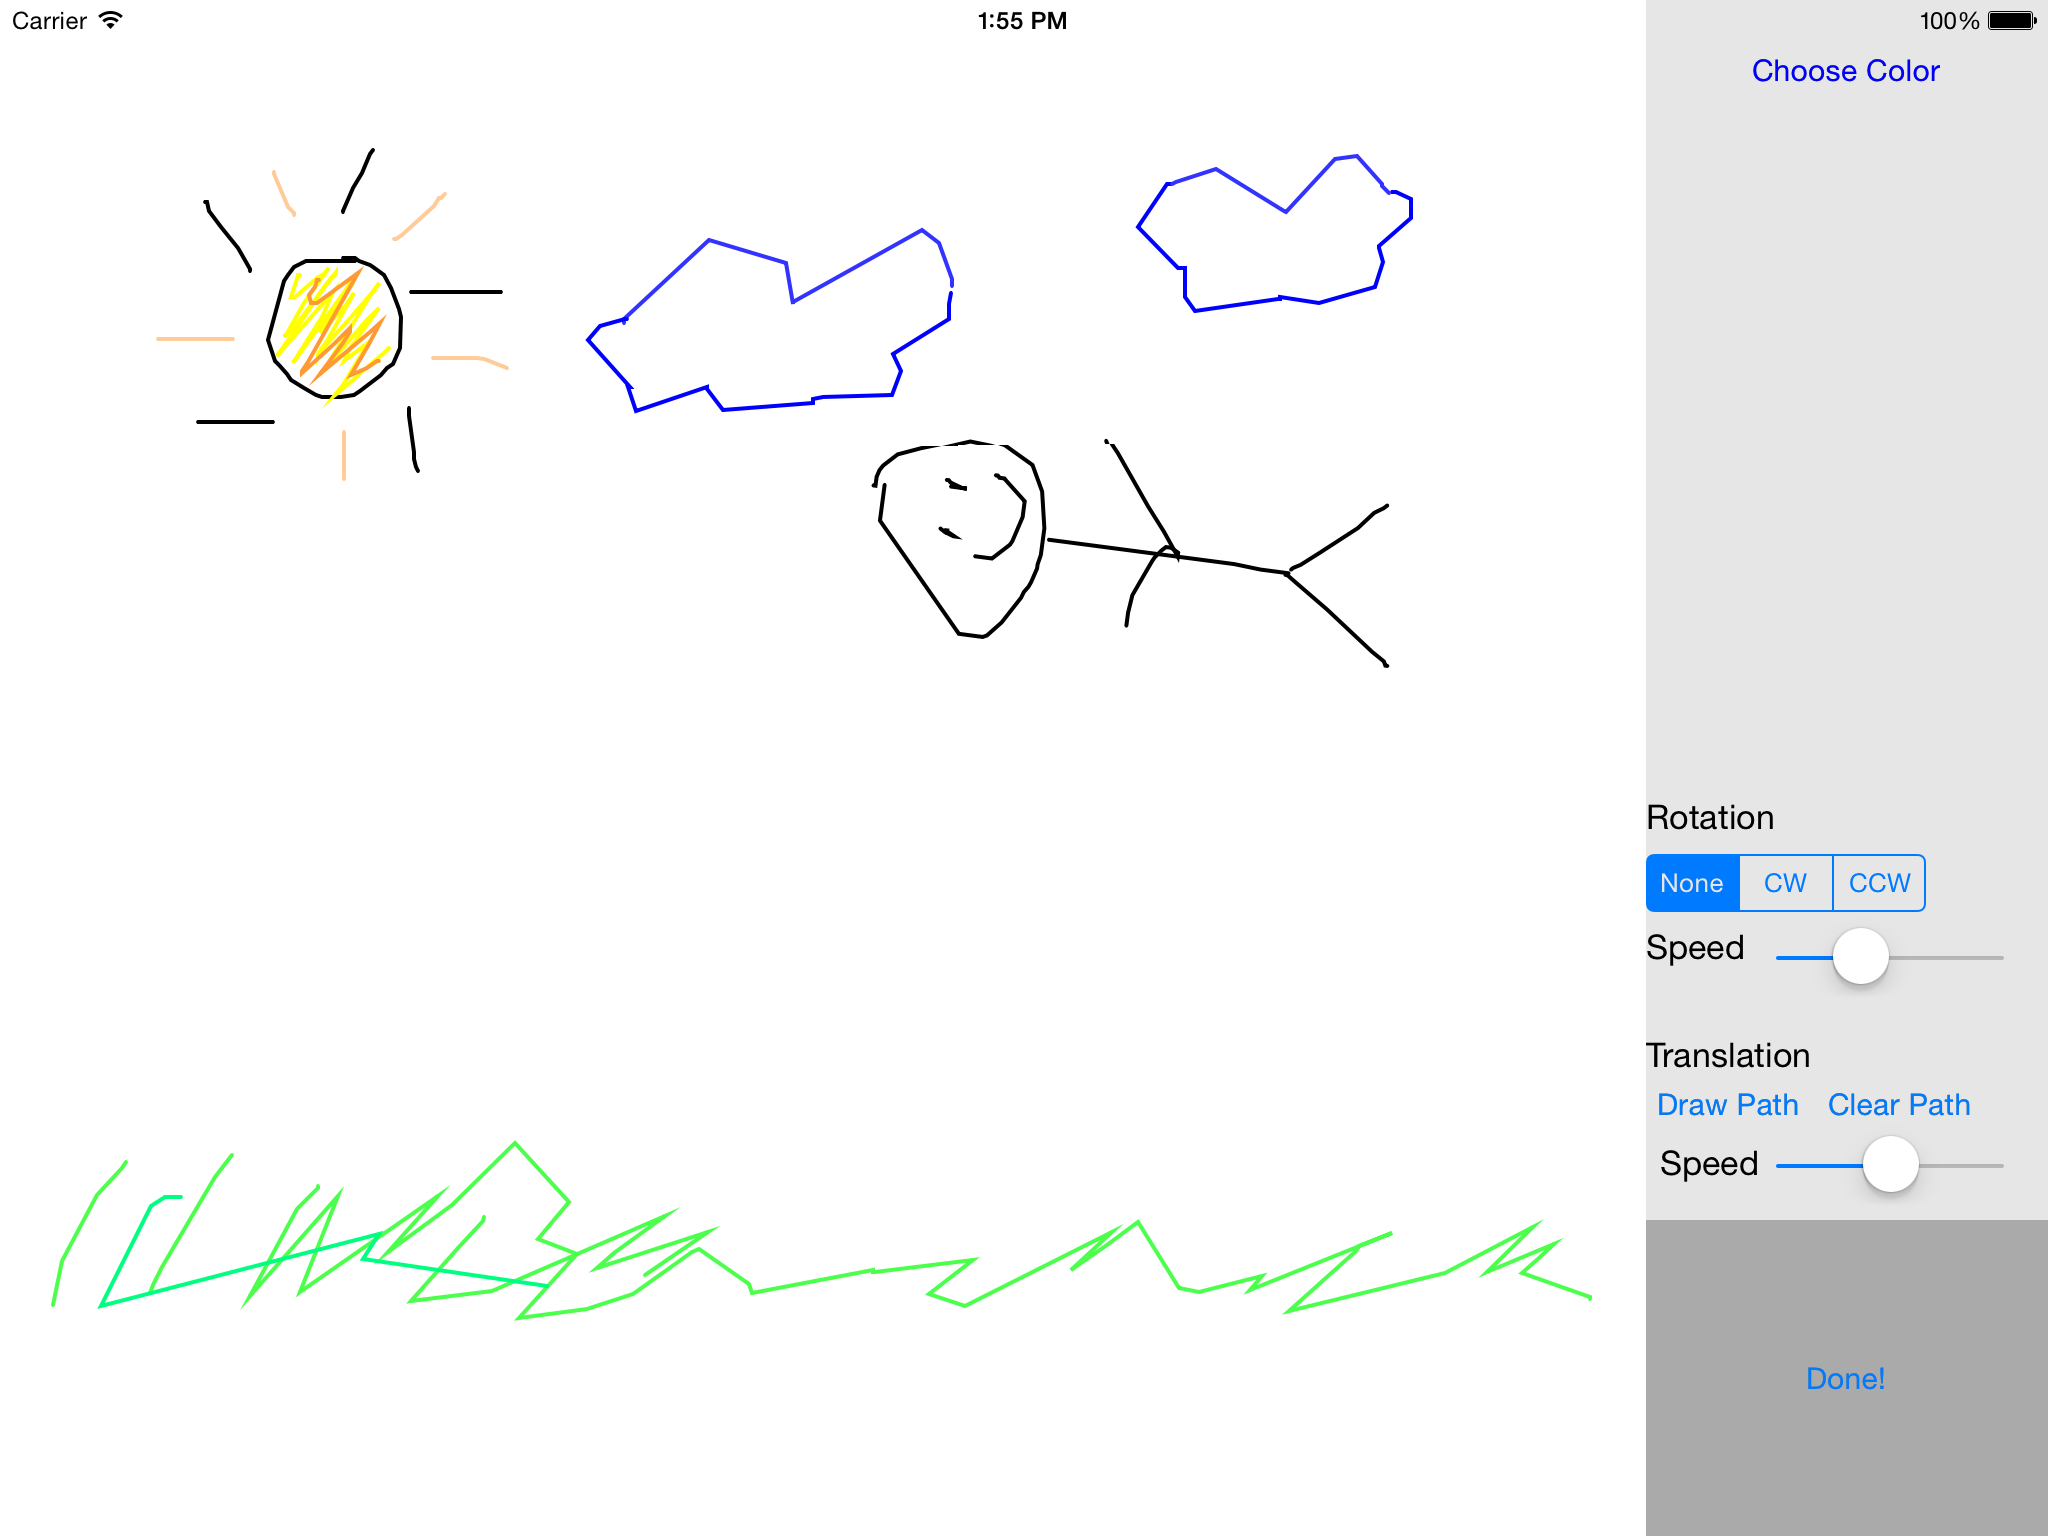 Carrier 1:55 PM 100%
Choose Color
Rotation
None CW CCW
Speed
Translation
Draw Path Clear Path
Speed
Done!